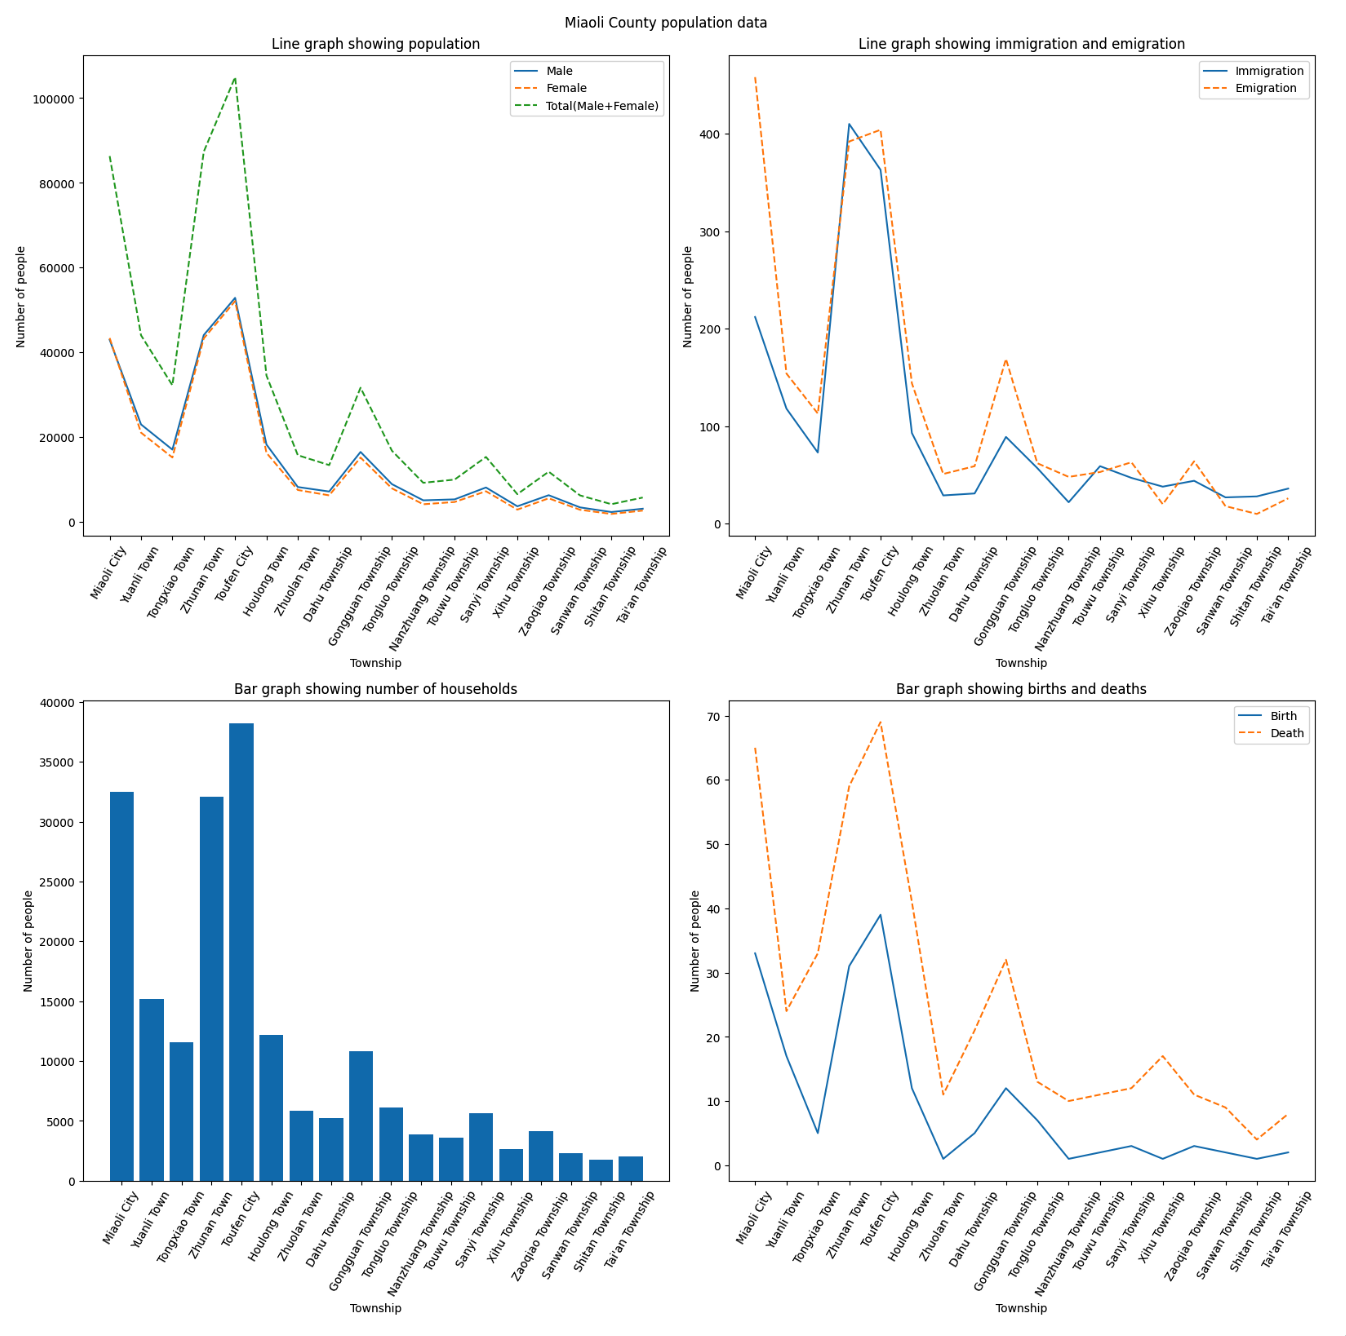 Miaoli County population data
Line graph showing population
Number of people
100000
80000
60000
40000
20000
0
Male
Female
Total(Male+Female)
Miaoli City
Yuanli Town
Tongxiao Town
Zhunan Town
Toufen City
Houlong Town
Zhuolan Town
Dahu Township
Gongguan Township
Tongluo Township
Nanzhuang Township
Touwu Township
Sanyi Township
Xihu Township
Zaoqiao Township
Sanwan Township
Shitan Township
Tai'an Township
Township
Line graph showing immigration and emigration
Number of people
400
300
200
100
0
Immigration
Emigration
Miaoli City
Yuanli Town
Tongxiao Town
Zhunan Town
Toufen City
Houlong Town
Zhuolan Town
Dahu Township
Gongguan Township
Tongluo Township
Nanzhuang Township
Touwu Township
Sanyi Township
Xihu Township
Zaoqiao Township
Sanwan Township
Shitan Township
Tai'an Township
Township
Bar graph showing number of households
Number of people
40000
35000
30000
25000
20000
15000
10000
5000
0
Miaoli City
Yuanli Town
Tongxiao Town
Zhunan Town
Toufen City
Houlong Town
Zhuolan Town
Dahu Township
Gongguan Township
Tongluo Township
Nanzhuang Township
Touwu Township
Sanyi Township
Xihu Township
Zaoqiao Township
Sanwan Township
Shitan Township
Tai'an Township
Township
Bar graph showing births and deaths
Number of people
70
60
50
40
30
20
10
0
Birth
Death
Miaoli City
Yuanli Town
Tongxiao Town
Zhunan Town
Toufen City
Houlong Town
Zhuolan Town
Dahu Township
Gongguan Township
Tongluo Township
Nanzhuang Township
Touwu Township
Sanyi Township
Xihu Township
Zaoqiao Township
Sanwan Township
Shitan Township
Tai'an Township
Township